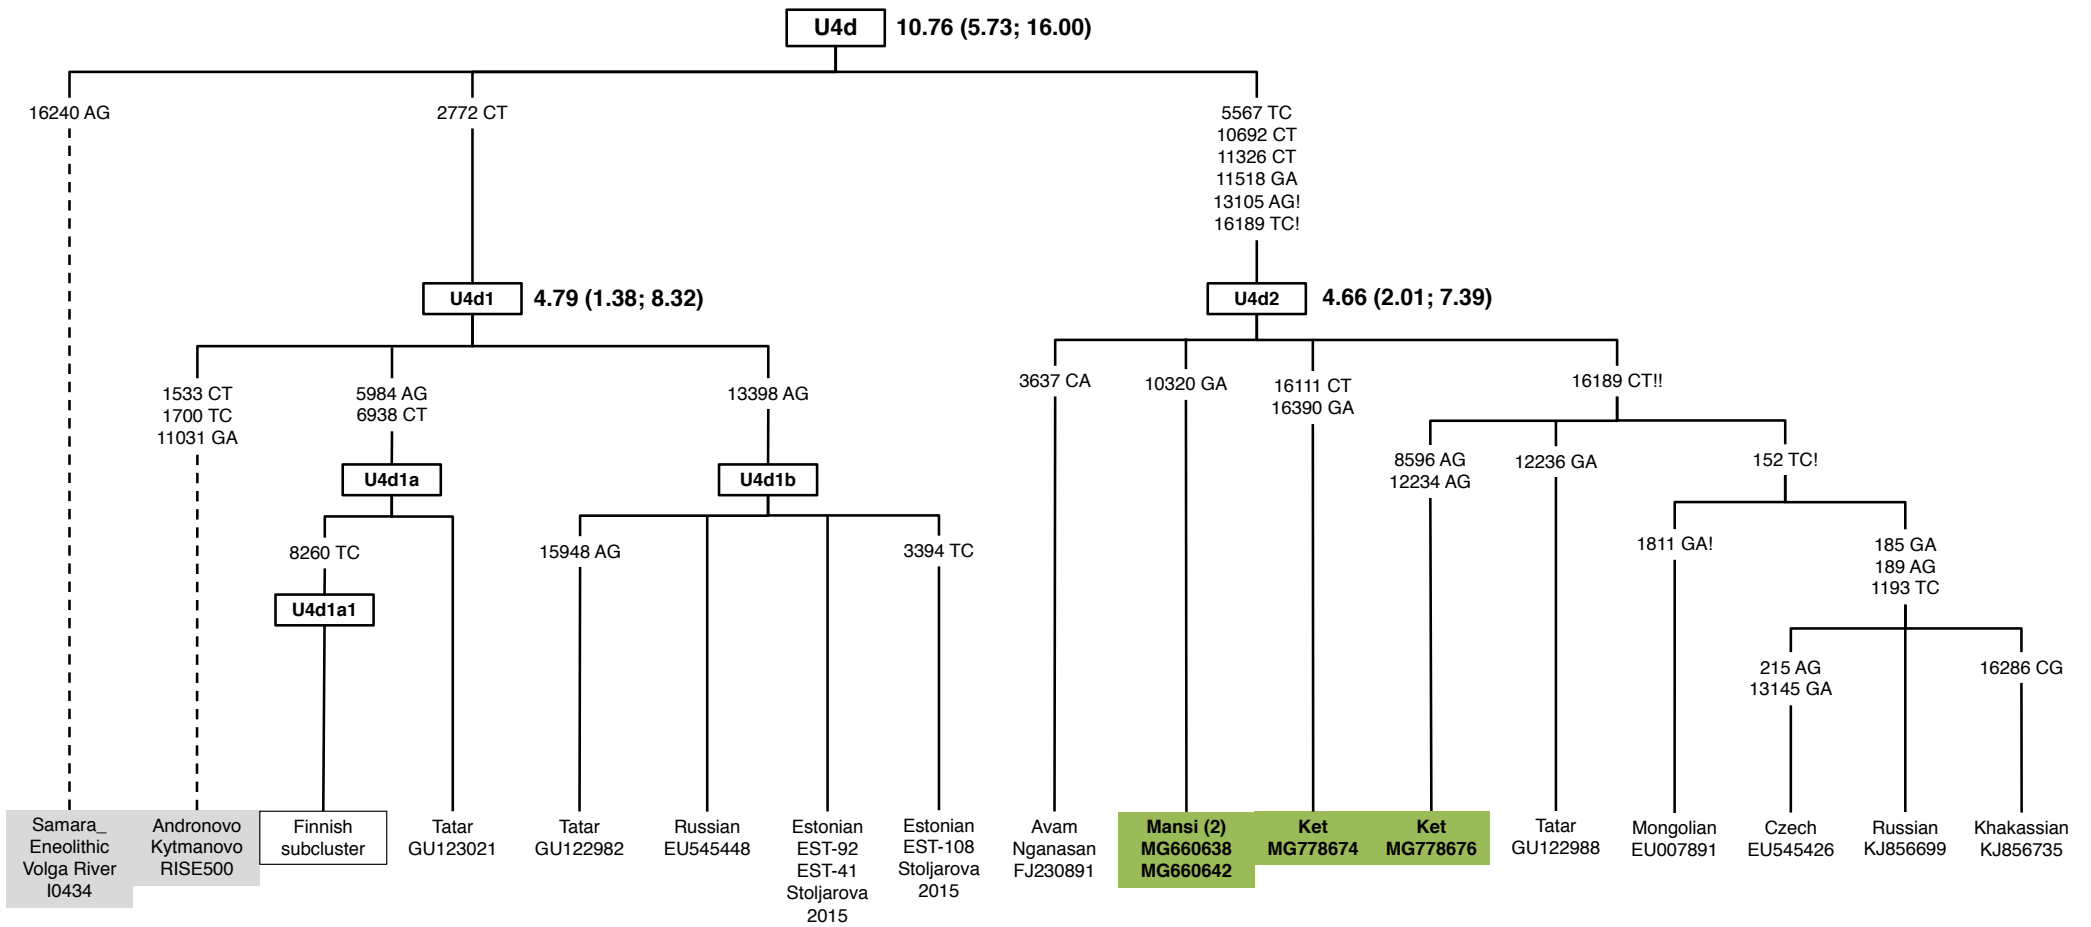 U4d 10.76 (5.73; 16.00)
16240 AG
2772 CT
5567 TC
10692 CT
11326 CT
11518 GA
13105 AG!
16189 TC!
U4d1 4.79 (1.38; 8.32)
U4d2 4.66 (2.01; 7.39)
1533 CT
1700 TC
11031 GA
5984 AG
6938 CT
13398 AG
3637 CA
10320 GA
16111 CT
16390 GA
16189 CT!!
U4d1a
U4d1b
8596 AG
12234 AG
12236 GA
152 TC!
8260 TC
15948 AG
3394 TC
1811 GA!
185 GA
189 AG
1193 TC
U4d1a1
215 AG
13145 GA
16286 CG
Samara_
Eneolithic
Volga River
I0434
Andronovo
Kytmanovo
RISE500
Finnish
subcluster
Tatar
GU123021
Tatar
GU122982
Russian
EU545448
Estonian
EST-92
EST-41
Stoljarova
2015
Estonian
EST-108
Stoljarova
2015
Avam
Nganasan
FJ230891
Mansi (2)
MG660638
MG660642
Ket
MG778674
Ket
MG778676
Tatar
GU122988
Mongolian
EU007891
Czech
EU545426
Russian
KJ856699
Khakassian
KJ856735